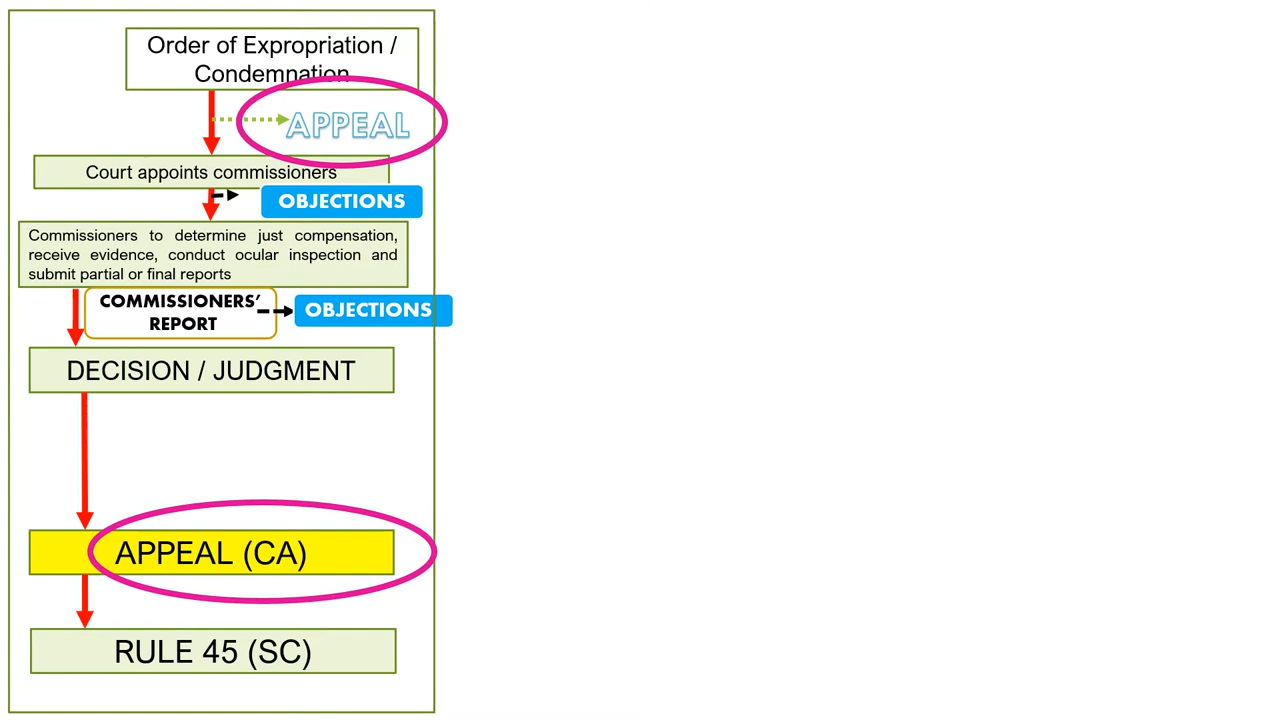 Order of Expropriation /
Condemnation
APPEAL
Court appoints commissioners
OBJECTIONS
Commissioners to determine just compensation,
receive evidence, conduct ocular inspection and
submit partial or final reports
COMMISSIONERS’
REPORT
OBJECTIONS
DECISION / JUDGMENT
APPEAL (CA)
RULE 45 (SC)